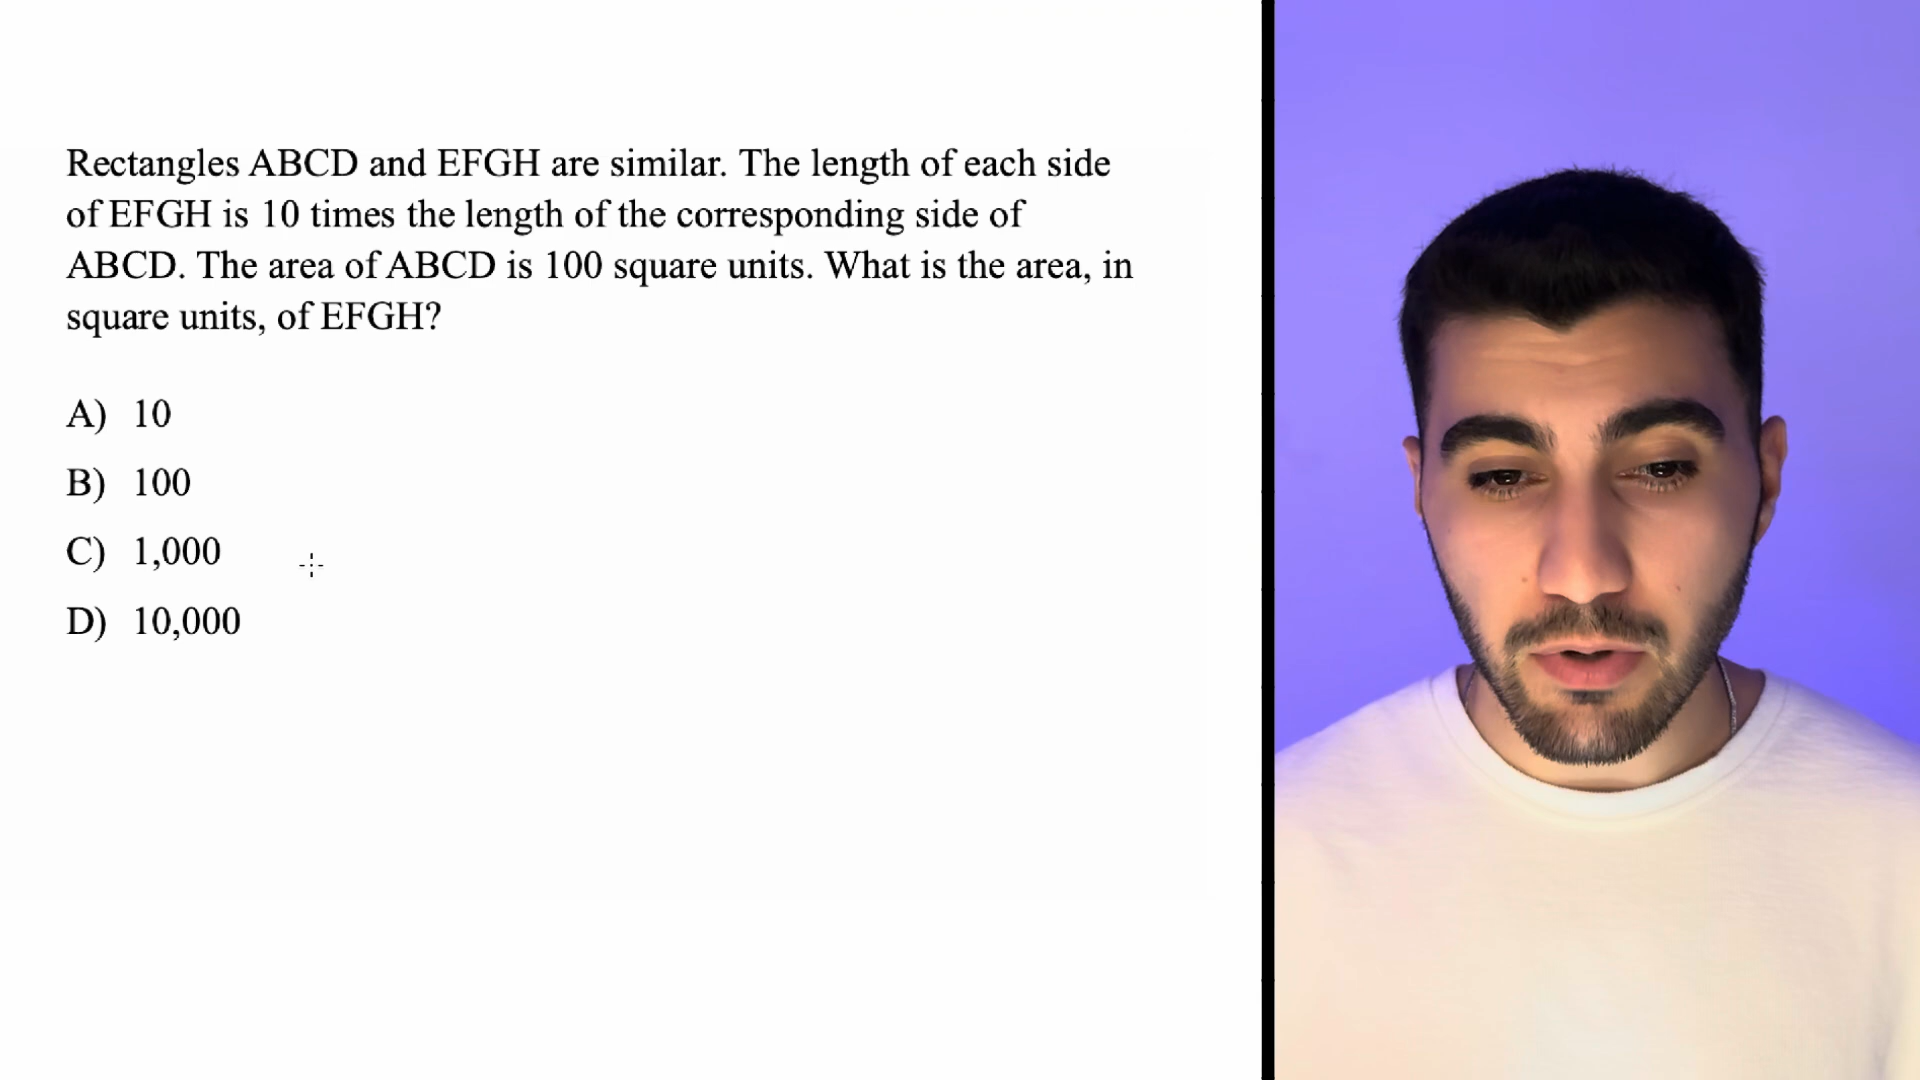 Rectangles ABCD and EFGH are similar. The length of each side
of EFGH is 10 times the length of the corresponding side of
ABCD. The area of ABCD is 100 square units. What is the area, in
square units, of EFGH?
A) 10
B) 100
C) 1,000
D) 10,000